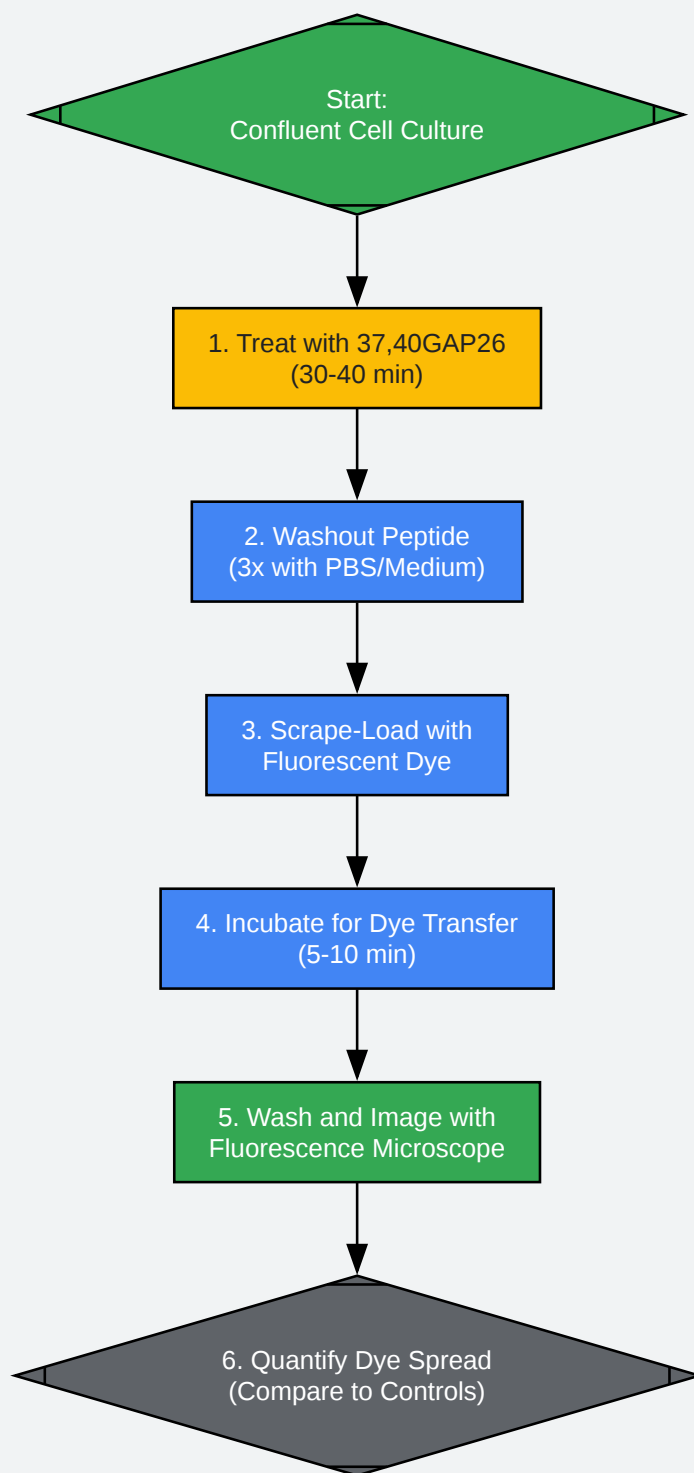 Start:
Confluent Cell Culture
1. Treat with 37,40GAP26
(30-40 min)
2. Washout Peptide
(3x with PBS/Medium)
3. Scrape-Load with
Fluorescent Dye
4. Incubate for Dye Transfer
(5-10 min)
5. Wash and Image with
Fluorescence Microscope
6. Quantify Dye Spread
(Compare to Controls)